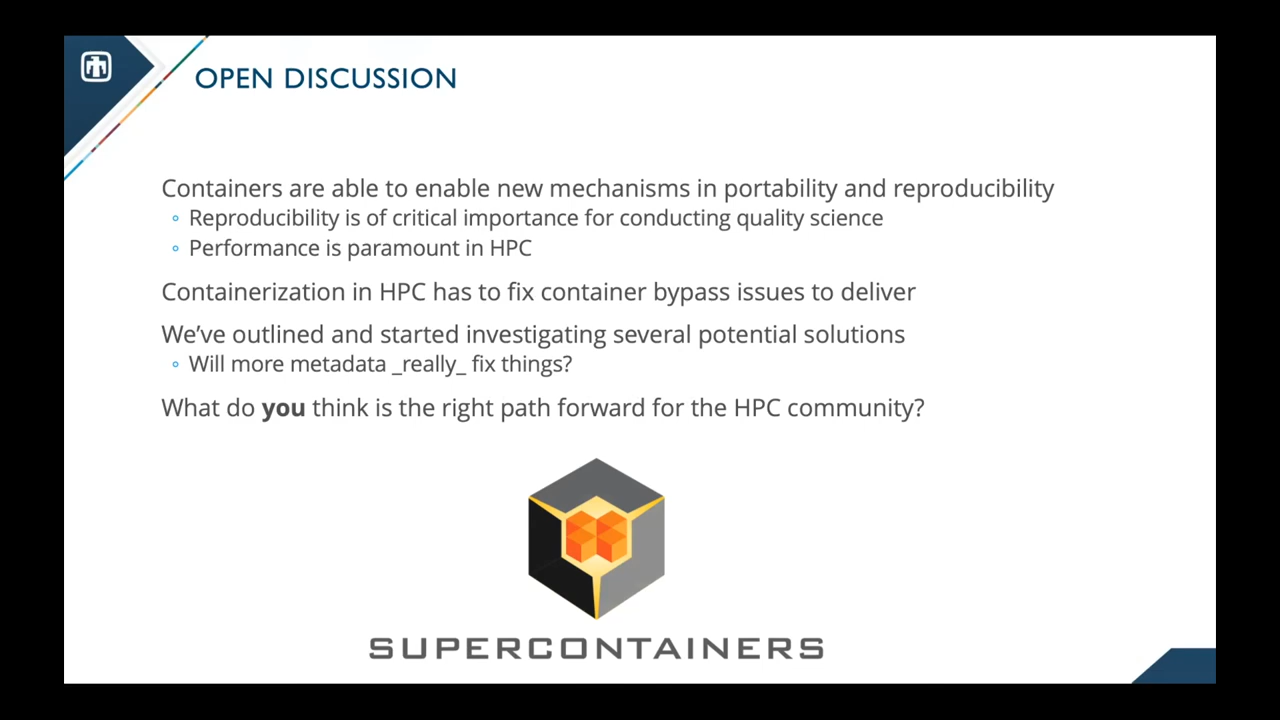 OPEN DISCUSSION
Containers are able to enable new mechanisms in portability and reproducibility
Reproducibility is of critical importance for conducting quality science
Performance is paramount in HPC
Containerization in HPC has to fix container bypass issues to deliver
We’ve outlined and started investigating several potential solutions
Will more metadata _really_ fix things?
What do you think is the right path forward for the HPC community?
SUPERCONTAINERS